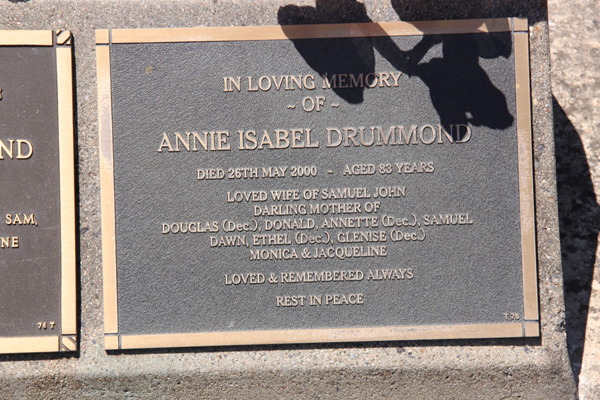 ND
SAM,
NE
76 T
IN LOVING MEMORY
~ OF ~
ANNIE ISABEL DRUMMOND
DIED 26TH MAY 2000 ~ AGED 83 YEARS
LOVED WIFE OF SAMUEL JOHN
DARLING MOTHER OF
DOUGLAS (Dec.), DONALD, ANNETTE (Dec.), SAMUEL
DAWN, ETHEL (Dec.), GLENISE (Dec.)
MONICA & JACQUELINE
LOVED & REMEMBERED ALWAYS
REST IN PEACE
T 78